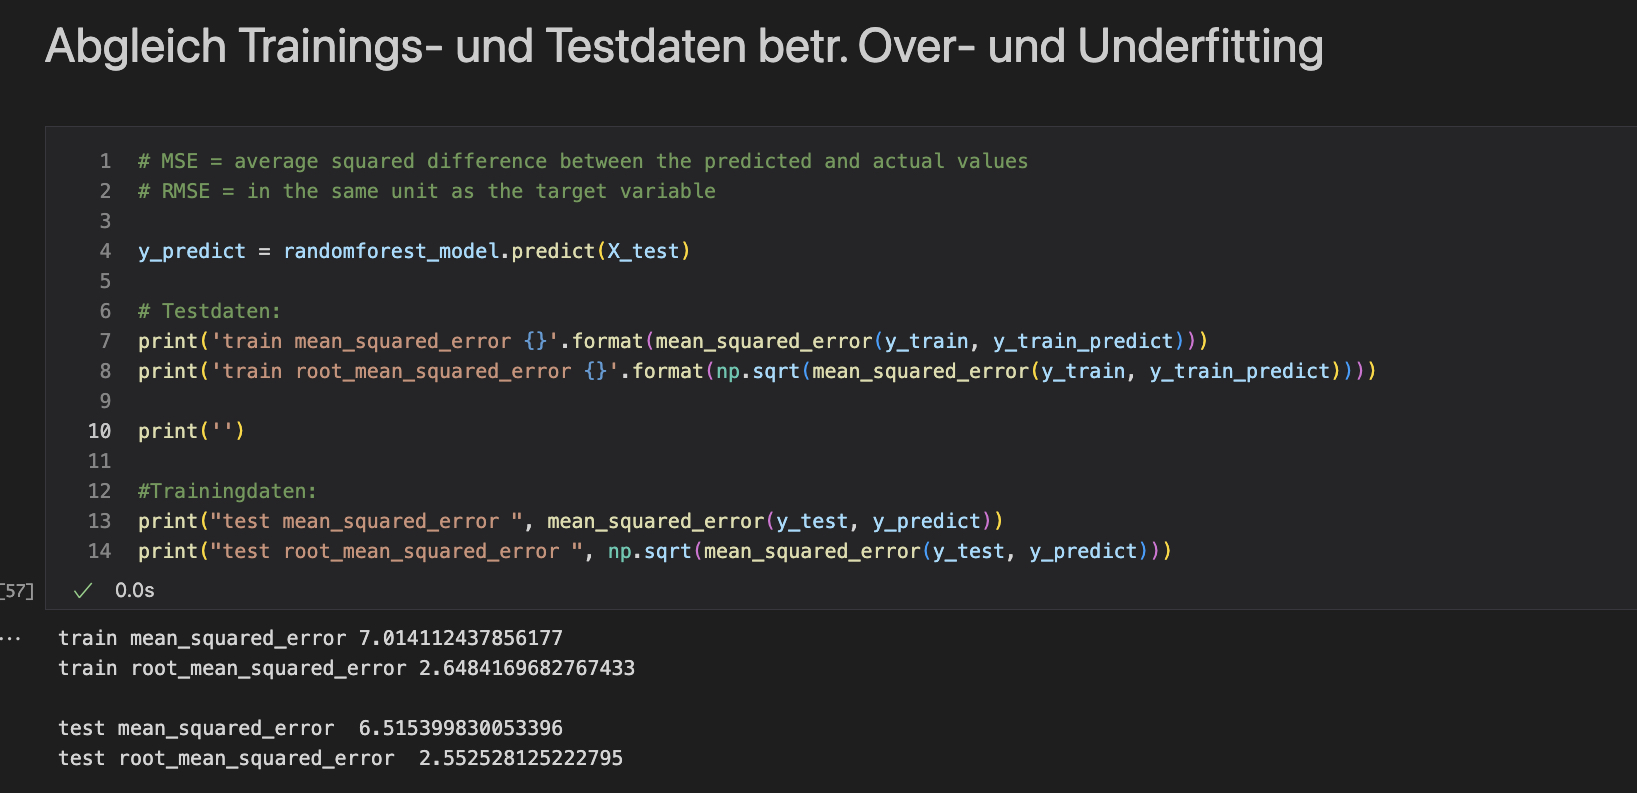 Abgleich Trainings- und Testdaten betr. Over- und Underfitting
1 # MSE = average squared difference between the predicted and actual values
2 # RMSE = in the same unit as the target variable
3
4 y_predict = randomforest_model.predict(X_test)
5
6 # Testdaten:
7 print('train mean_squared_error {}'.format(mean_squared_error(y_train, y_train_predict)))
8 print('train root_mean_squared_error {}'.format(np.sqrt(mean_squared_error(y_train, y_train_predict))))
9
10 print('')
11
12 #Trainingdaten:
13 print("test mean_squared_error ", mean_squared_error(y_test, y_predict))
14 print("test root_mean_squared_error ", np.sqrt(mean_squared_error(y_test, y_predict)))
[57] ✓ 0.0s
... train mean_squared_error 7.014112437856177
train root_mean_squared_error 2.6484169682767433

test mean_squared_error  6.515399830053396
test root_mean_squared_error  2.552528125222795